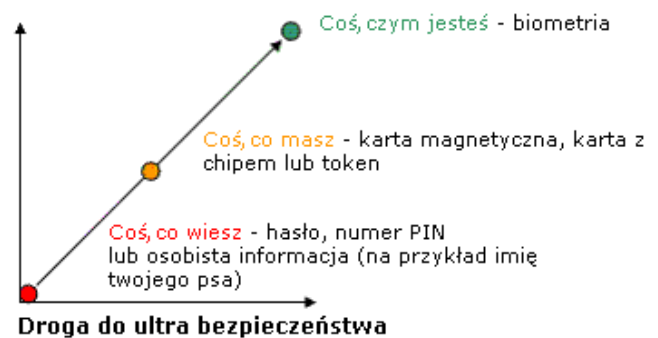 Coś, czym jesteś - biometria
Coś, co masz - karta magnetyczna, karta z
chipem lub token
Coś, co wiesz - hasło, numer PIN
lub osobista informacja (na przykład imię
twojego psa)
Droga do ultra bezpieczeństwa